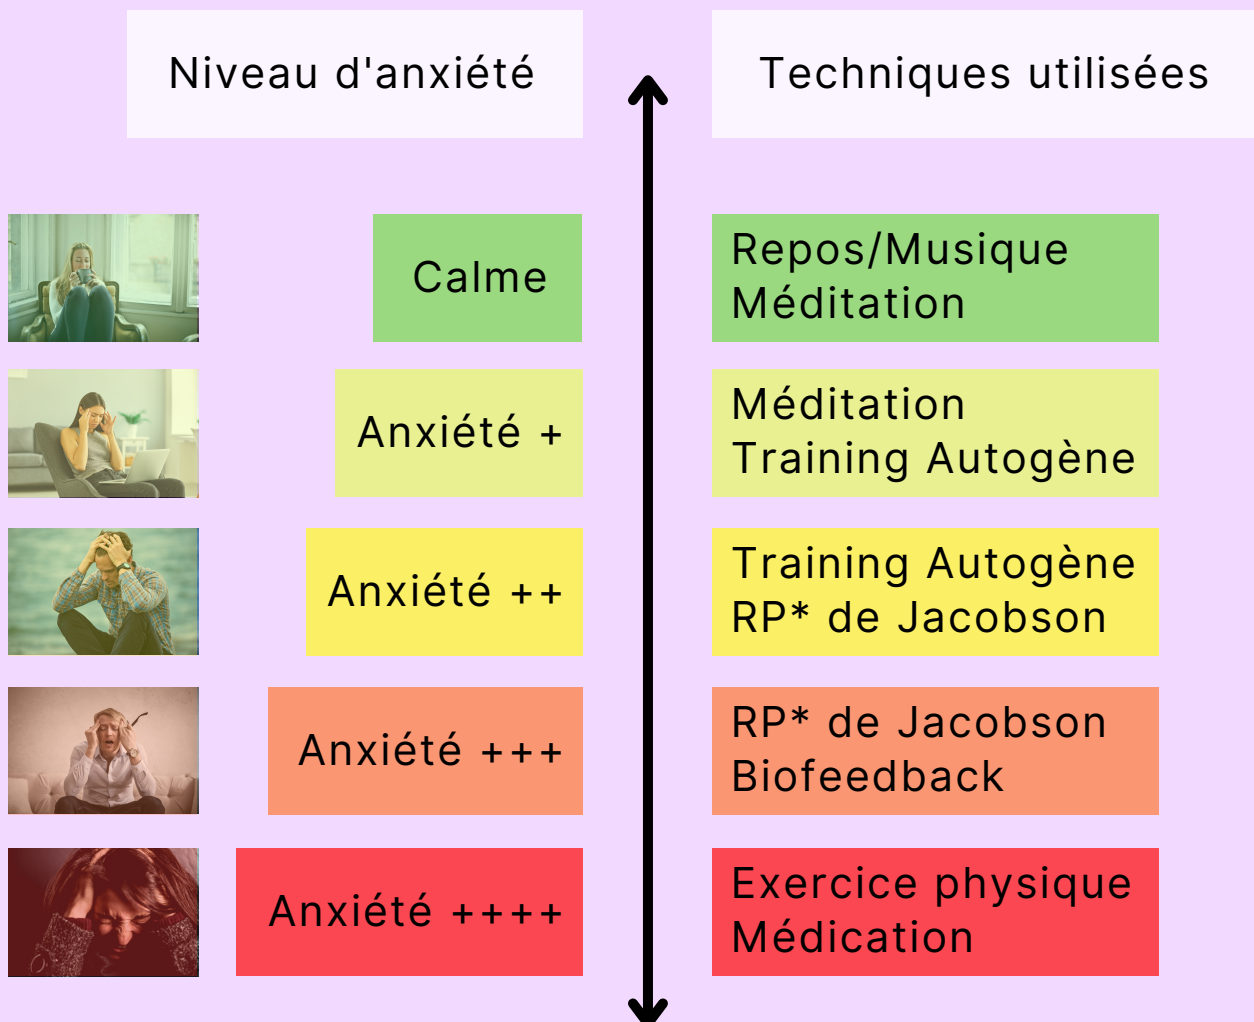 Niveau d'anxiété
Techniques utilisées
Calme
Repos/Musique
Méditation
Anxiété +
Méditation
Training Autogène
Anxiété ++
Training Autogène
RP* de Jacobson
Anxiété +++
RP* de Jacobson
Biofeedback
Anxiété ++++
Exercice physique
Médication